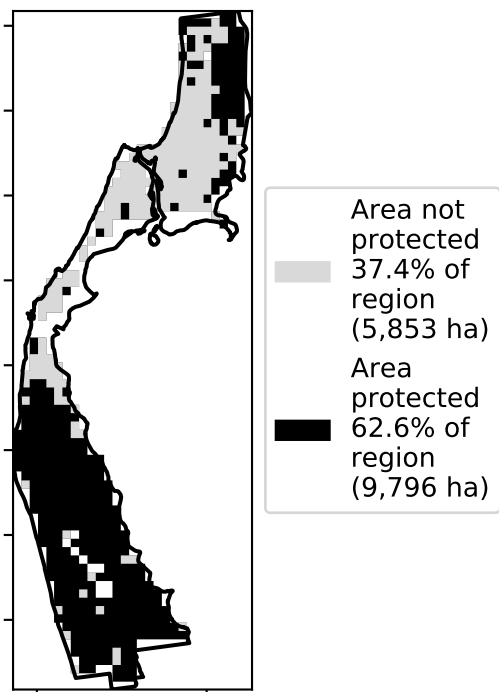 Area not
protected
37.4% of
region
(5,853 ha)
Area
protected
62.6% of
region
(9,796 ha)